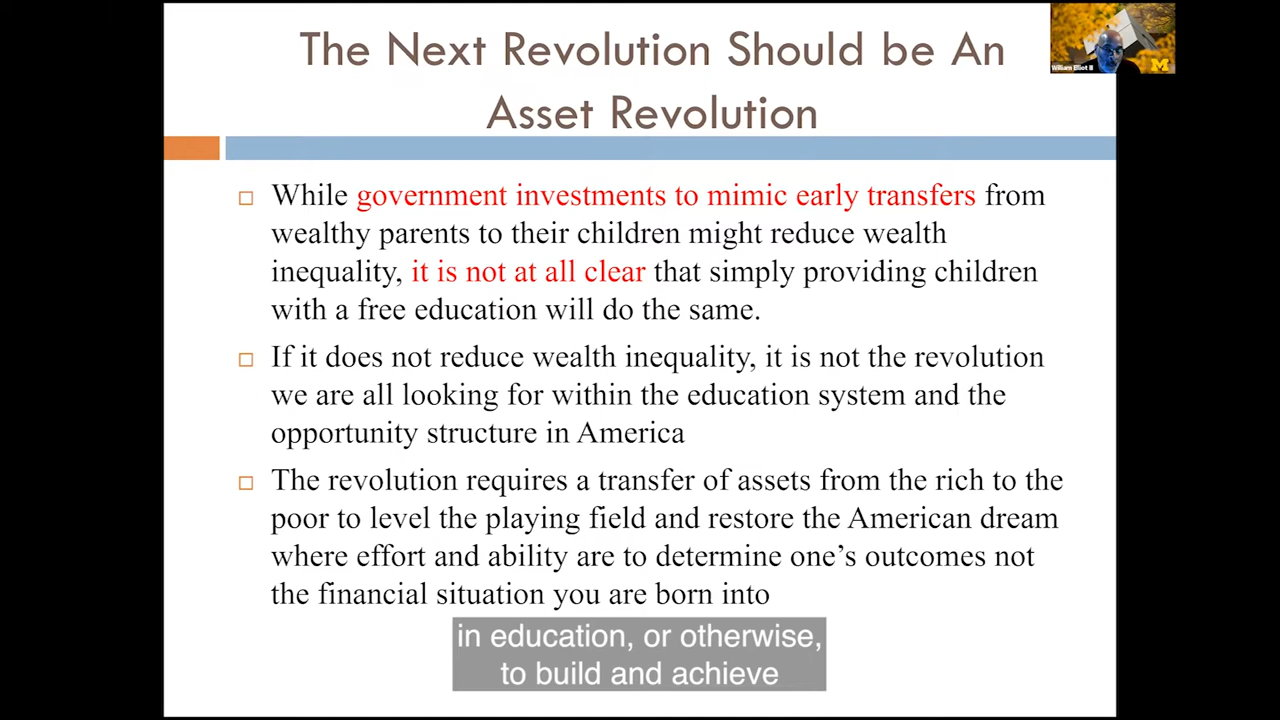 The Next Revolution Should be An
Asset Revolution
William Elliot II
M
While government investments to mimic early transfers from
wealthy parents to their children might reduce wealth
inequality, it is not at all clear that simply providing children
with a free education will do the same.
If it does not reduce wealth inequality, it is not the revolution
we are all looking for within the education system and the
opportunity structure in America
The revolution requires a transfer of assets from the rich to the
poor to level the playing field and restore the American dream
where effort and ability are to determine one’s outcomes not
the financial situation you are born into
in education, or otherwise,
to build and achieve